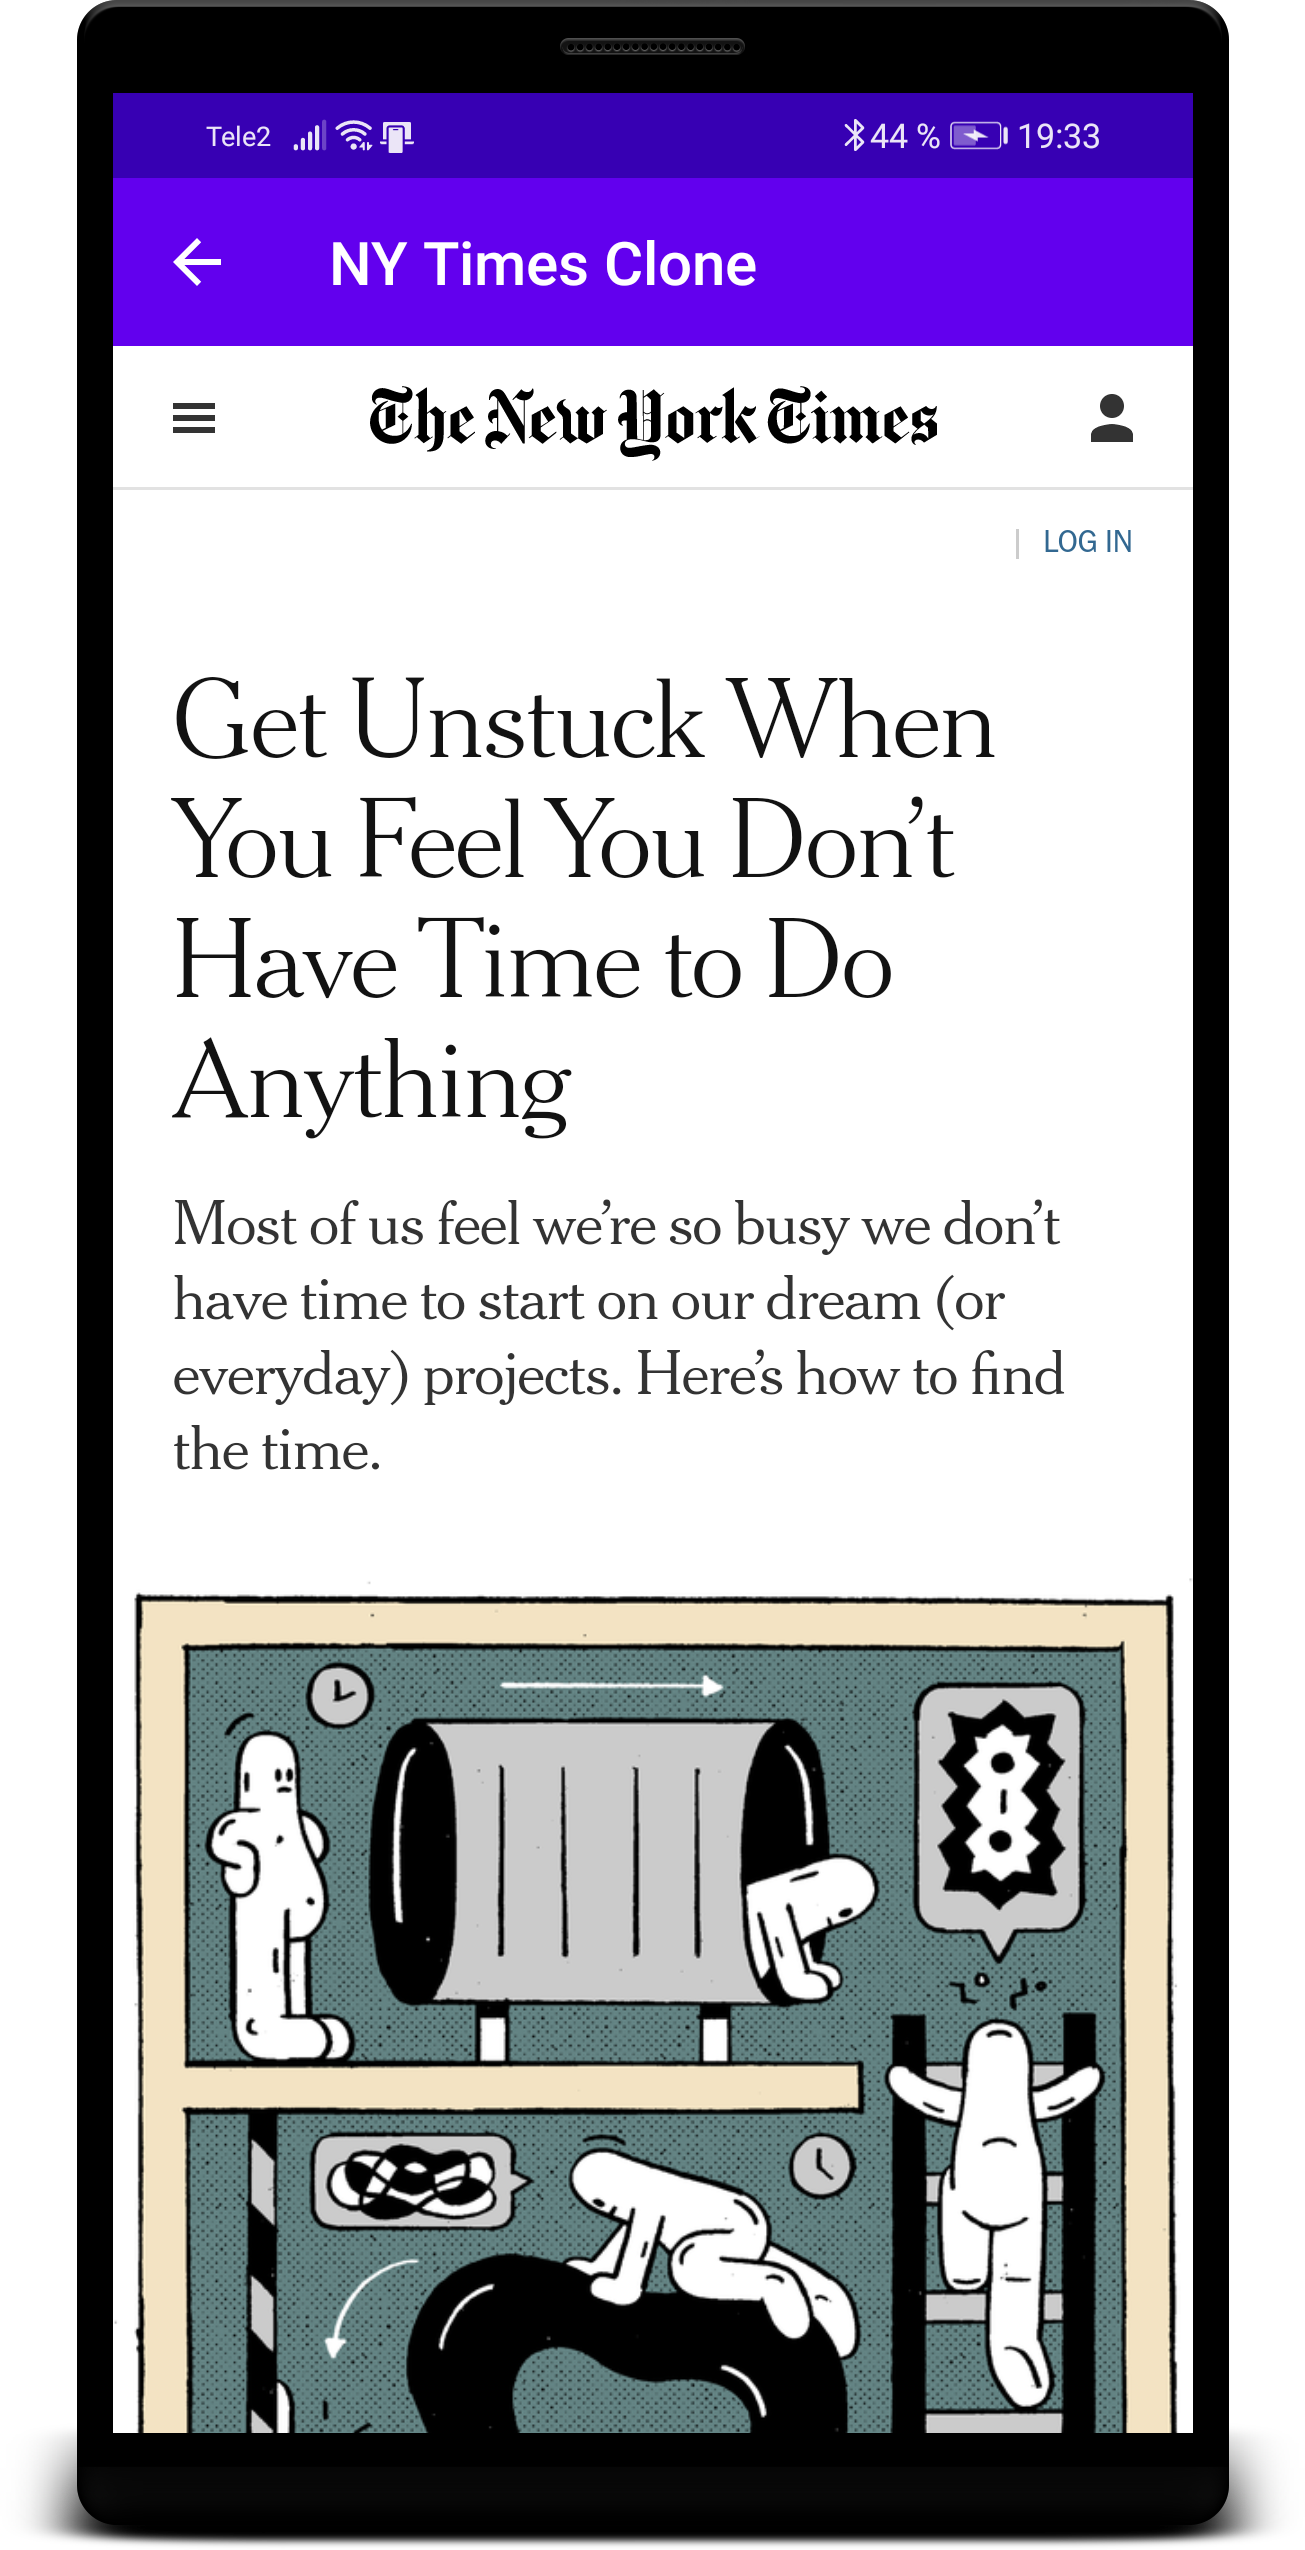 Tele2 44 % 19:33
NY Times Clone
The New York Times
LOG IN
Get Unstuck When
You Feel You Don’t
Have Time to Do
Anything
Most of us feel we’re so busy we don’t
have time to start on our dream (or
everyday) projects. Here’s how to find
the time.